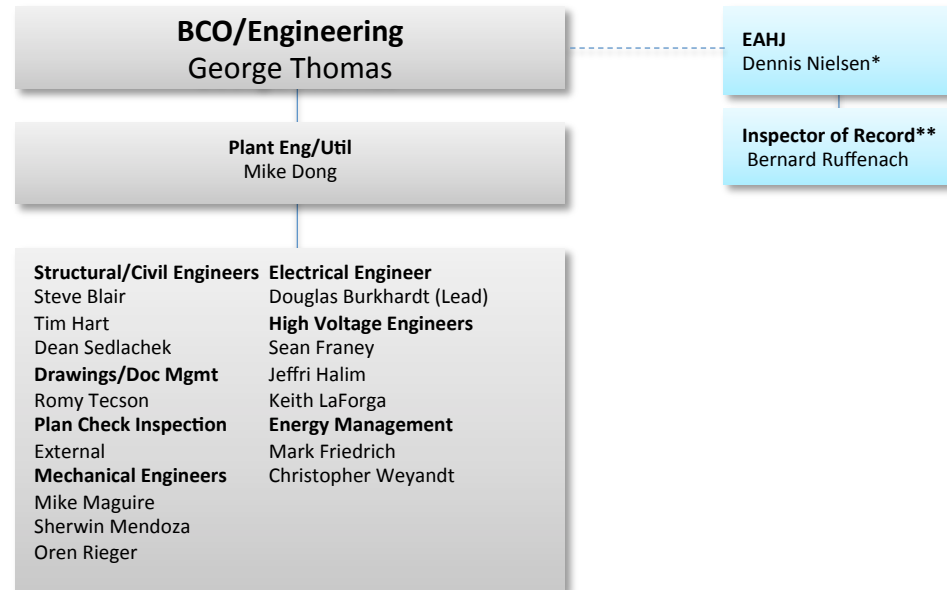 BCO/Engineering
George Thomas
EAHJ
Dennis Nielsen*
Plant Eng/Util
Mike Dong
Inspector of Record**
Bernard Ruffenach
Structural/Civil Engineers
Steve Blair
Tim Hart
Dean Sedlachek
Drawings/Doc Mgmt
Romy Tecson
Plan Check Inspection
External
Mechanical Engineers
Mike Maguire
Sherwin Mendoza
Oren Rieger
Electrical Engineer
Douglas Burkhardt (Lead)
High Voltage Engineers
Sean Franey
Jeffri Halim
Keith LaForga
Energy Management
Mark Friedrich
Christopher Weyandt